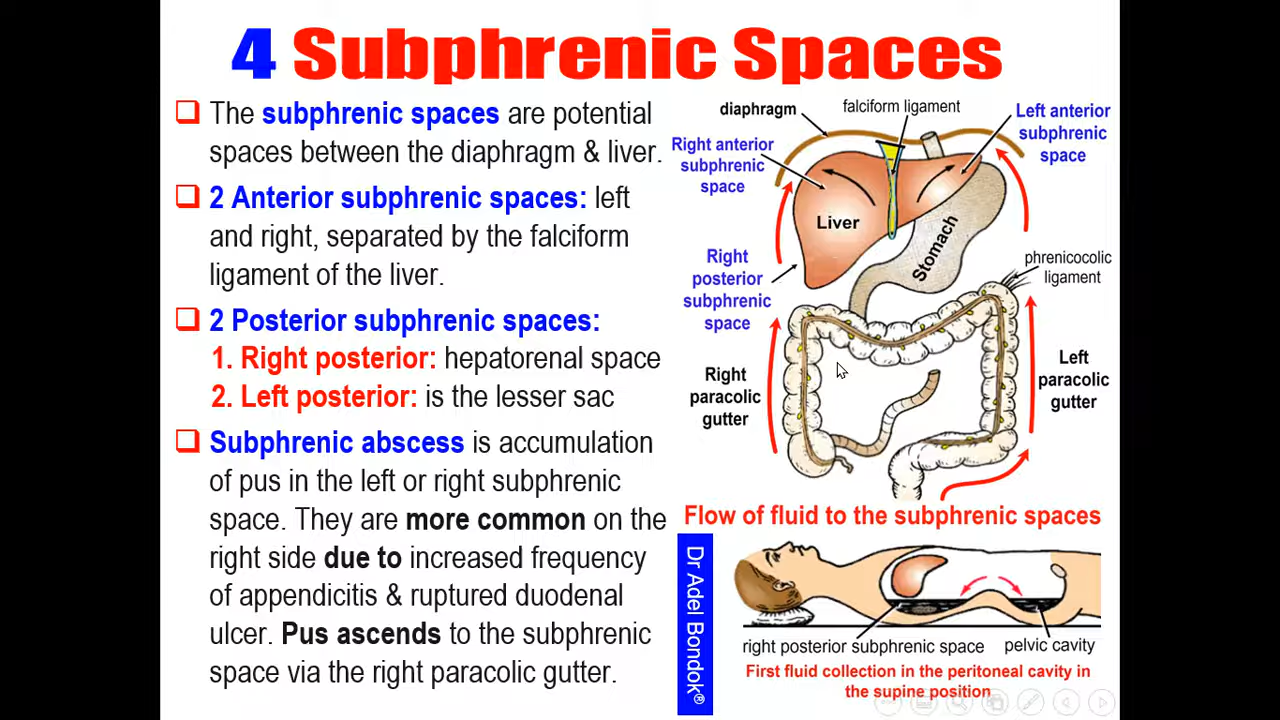 4 Subphrenic Spaces
❑ The subphrenic spaces are potential
spaces between the diaphragm & liver.
❑ 2 Anterior subphrenic spaces: left
and right, separated by the falciform
ligament of the liver.
❑ 2 Posterior subphrenic spaces:
1. Right posterior: hepatorenal space
2. Left posterior: is the lesser sac
❑ Subphrenic abscess is accumulation
of pus in the left or right subphrenic
space. They are more common on the
right side due to increased frequency
of appendicitis & ruptured duodenal
ulcer. Pus ascends to the subphrenic
space via the right paracolic gutter.
diaphragm
falciform ligament
Left anterior
subphrenic
space
Right anterior
subphrenic
space
Liver
Stomach
Right
posterior
subphrenic
space
phrenicocolic
ligament
Right
paracolic
gutter
Left
paracolic
gutter
Flow of fluid to the subphrenic spaces
Dr Adel Bondok®
right posterior subphrenic space
pelvic cavity
First fluid collection in the peritoneal cavity in
the supine position